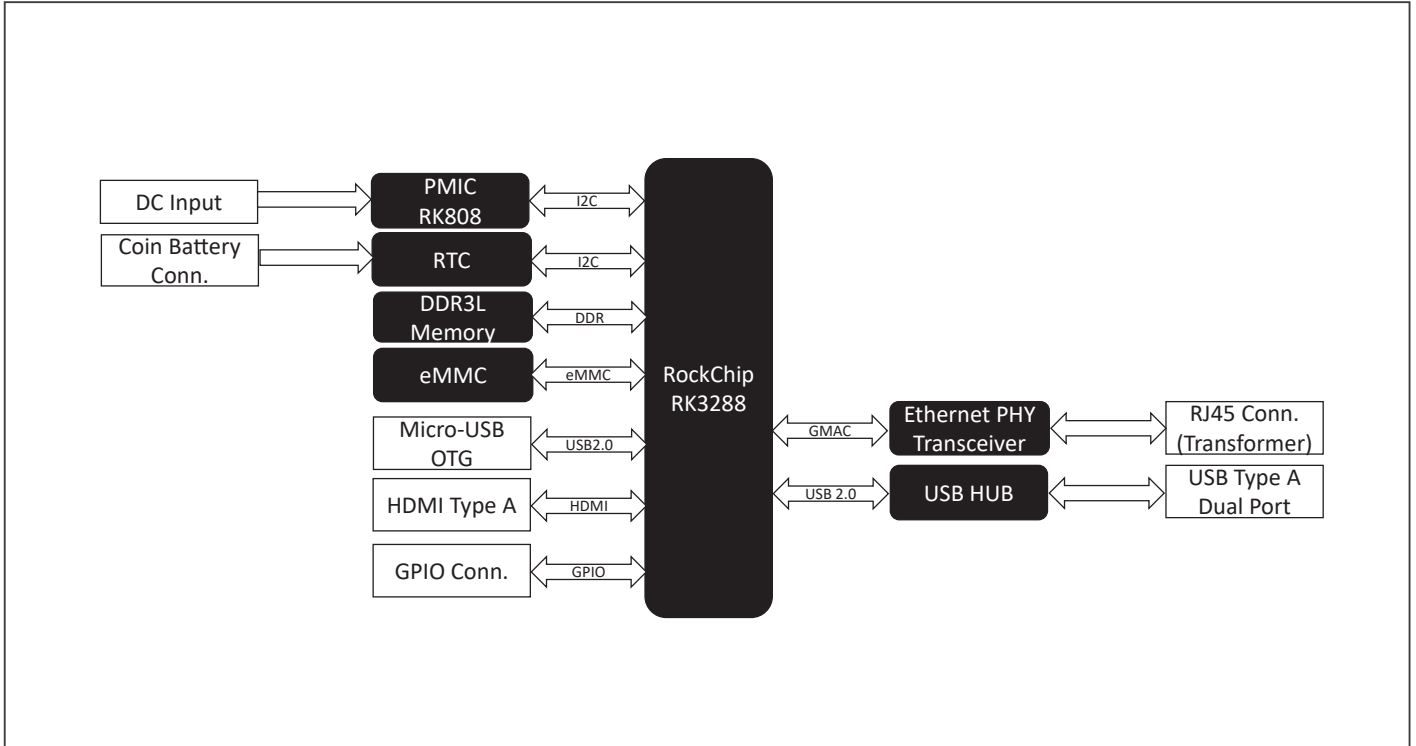 DC Input
PMIC
RK808
I2C
Coin Battery
Conn.
RTC
I2C
DDR3L
Memory
DDR
eMMC
eMMC
RockChip
RK3288
Micro-USB
OTG
USB2.0
HDMI Type A
HDMI
GPIO Conn.
GPIO
GMAC
Ethernet PHY
Transceiver
RJ45 Conn.
(Transformer)
USB 2.0
USB HUB
USB Type A
Dual Port